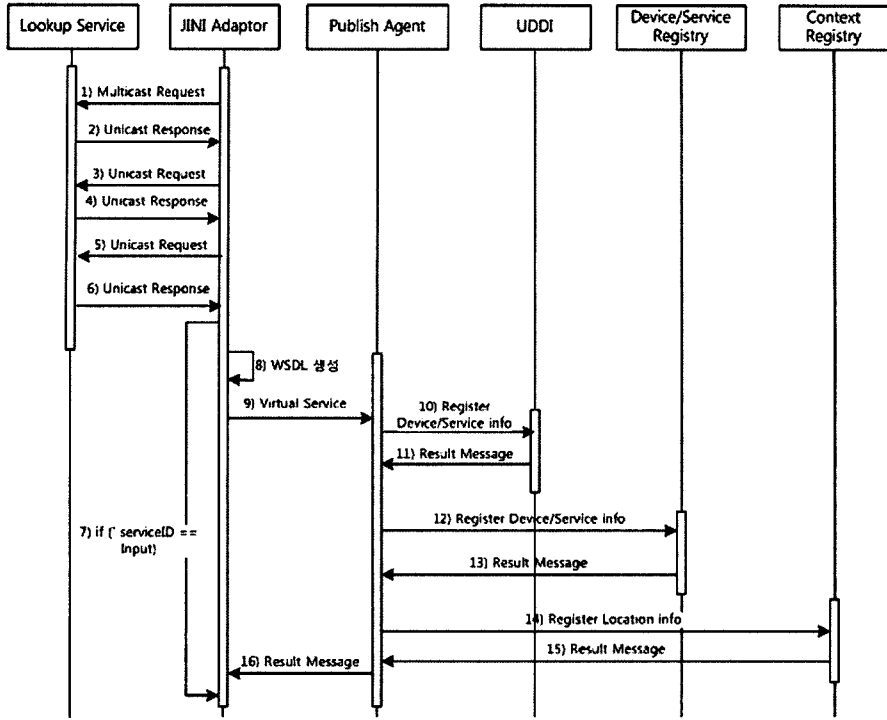 Lookup Service
JINI Adaptor
Publish Agent
UDDI
Device/Service
Registry
Context
Registry
1) Multicast Request
2) Unicast Response
3) Unicast Request
4) Unicast Response
5) Unicast Request
6) Unicast Response
8) WSDL 생성
9) Virtual Service
10) Register
Device/Service info
11) Result Message
7) if (` serviceID ==
Input)
12) Register Device/Service info
13) Result Message
14) Register Location info
15) Result Message
16) Result Message